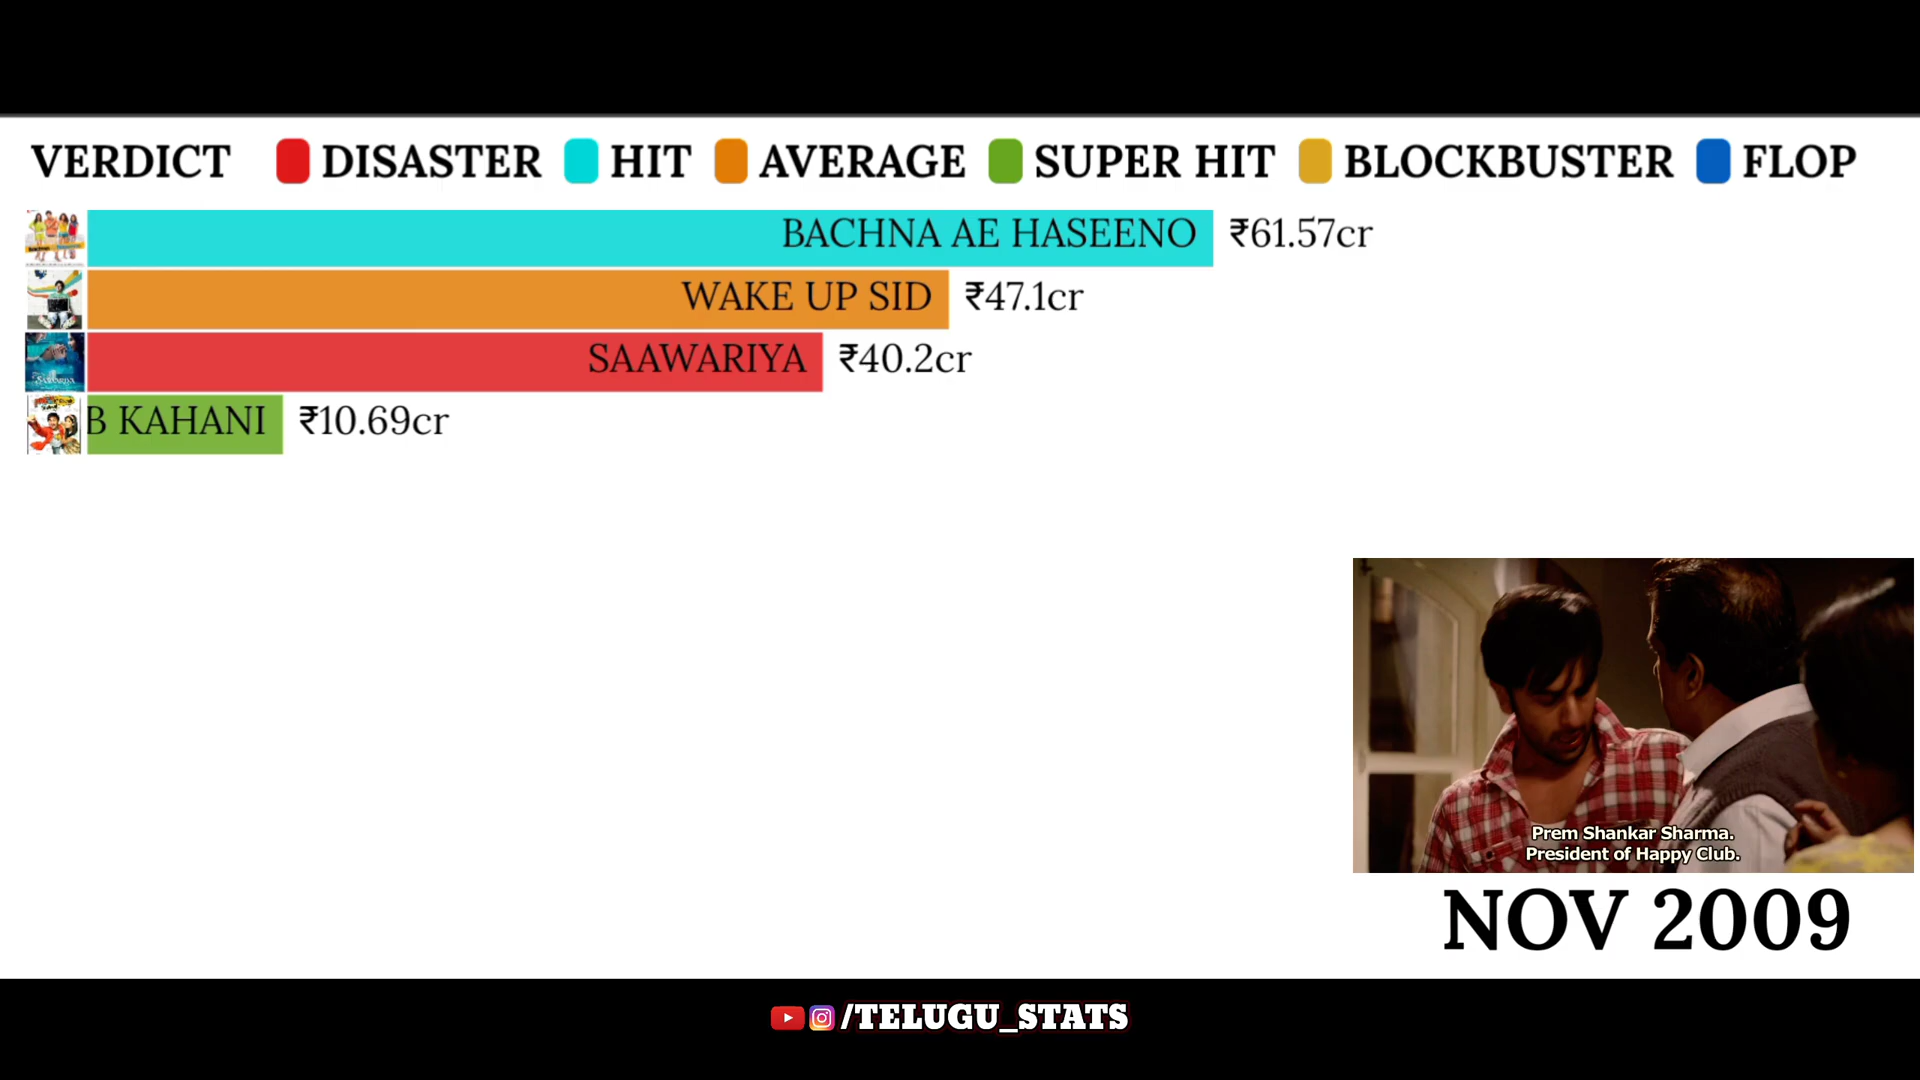 VERDICT DISASTER HIT AVERAGE SUPER HIT BLOCKBUSTER FLOP
BACHNA AE HASEENO ₹61.57cr
WAKE UP SID ₹47.1cr
SAAWARIYA ₹40.2cr
B KAHANI ₹10.69cr
Prem Shankar Sharma.
President of Happy Club.
NOV 2009
/TELUGU_STATS